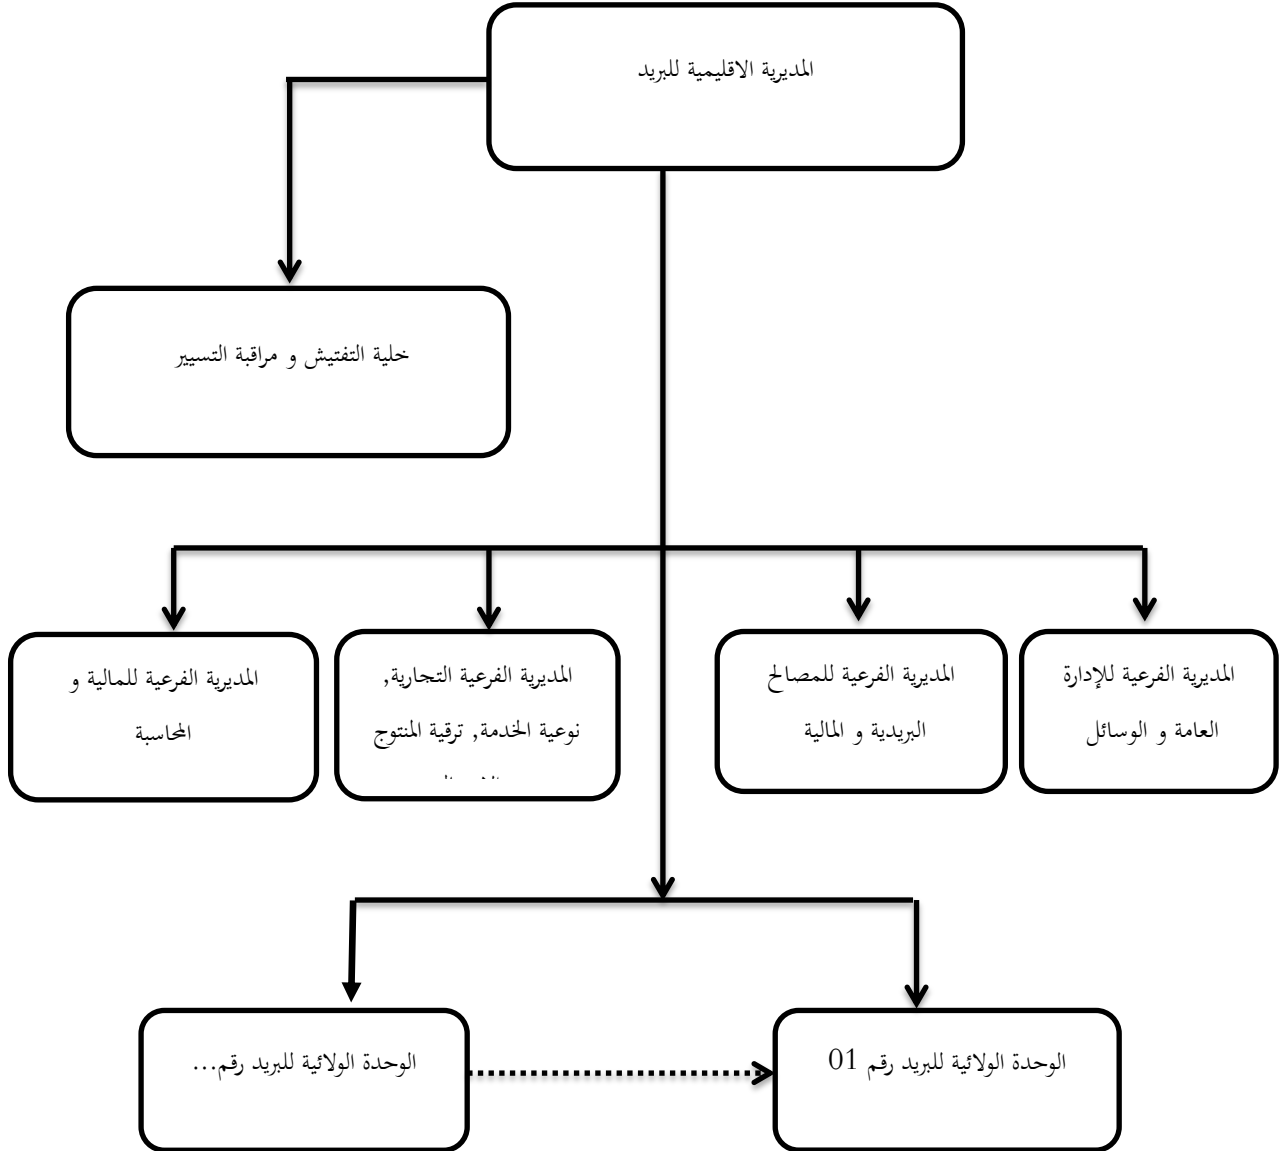 المديرية الاقليمية للبريد
خلية التفتيش و مراقبة التسيير
المديرية الفرعية للإدارة
العامة و الوسائل
المديرية الفرعية للمصالح
البريدية و المالية
المديرية الفرعية التجارية,
نوعية الخدمة, ترقية المنتوج
المديرية الفرعية للمالية و
المحاسبة
الوحدة الولائية للبريد رقم 01
الوحدة الولائية للبريد رقم...